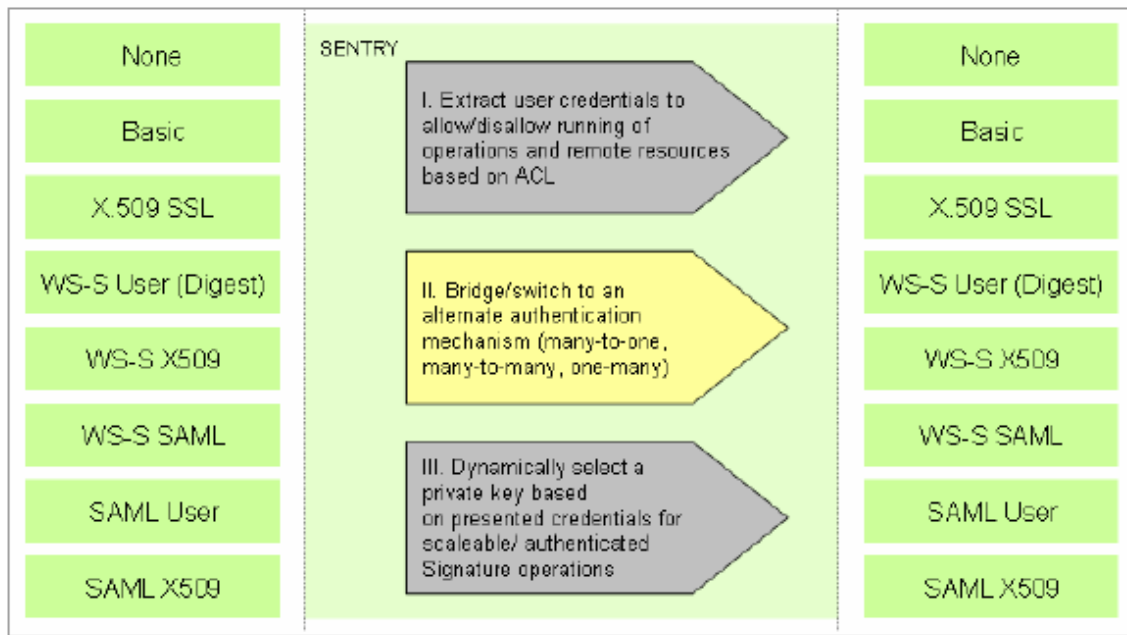 None
Basic
X.509 SSL
WS-S User (Digest)
WS-S X509
WS-S SAML
SAML User
SAML X509
SENTRY
I. Extract user credentials to
allow/disallow running of
operations and remote resources
based on ACL
II. Bridge/switch to an
alternate authentication
mechanism (many-to-one,
many-to-many, one-many)
III. Dynamically select a
private key based
on presented credentials for
scaleable/ authenticated
Signature operations
None
Basic
X.509 SSL
WS-S User (Digest)
WS-S X509
WS-S SAML
SAML User
SAML X509